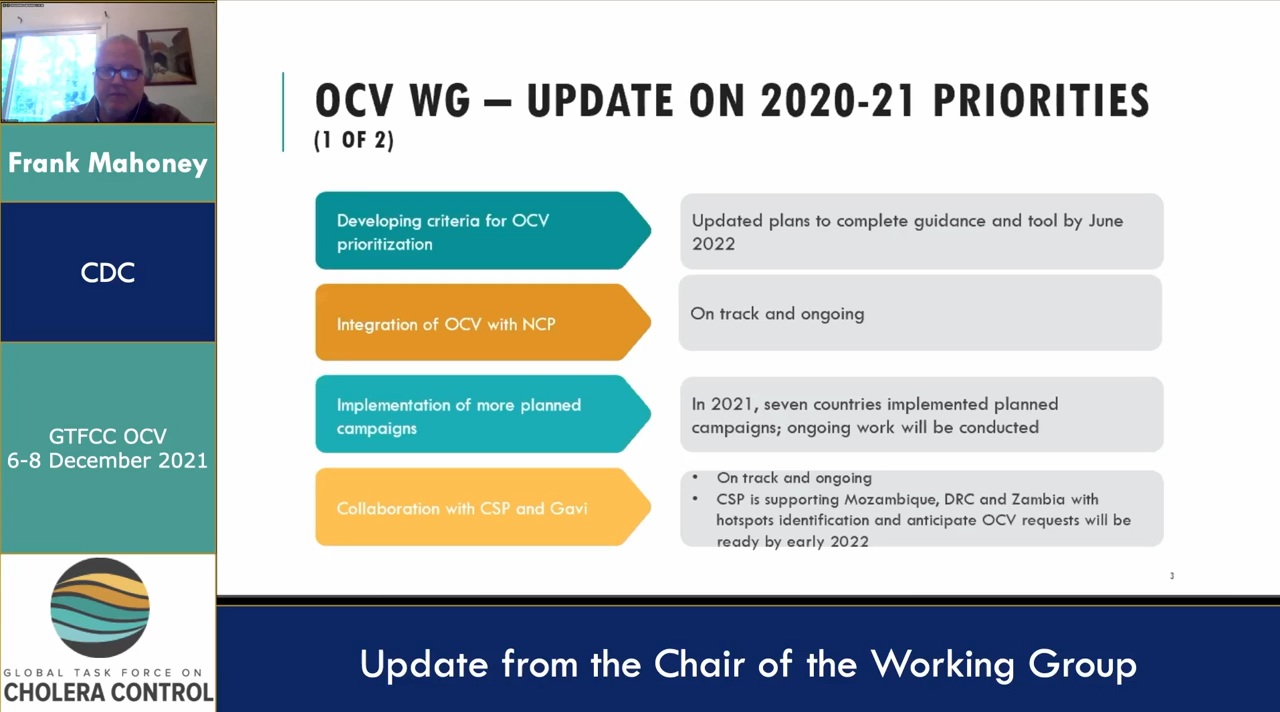 Frank Mahoney
CDC
GTFCC OCV
6-8 December 2021
GLOBAL TASK FORCE ON
CHOLERA CONTROL
OCV WG – UPDATE ON 2020-21 PRIORITIES
(1 OF 2)
Developing criteria for OCV
prioritization
Updated plans to complete guidance and tool by June
2022
Integration of OCV with NCP
On track and ongoing
Implementation of more planned
campaigns
In 2021, seven countries implemented planned
campaigns; ongoing work will be conducted
Collaboration with CSP and Gavi
• On track and ongoing
• CSP is supporting Mozambique, DRC and Zambia with
hotspots identification and anticipate OCV requests will be
ready by early 2022
3
Update from the Chair of the Working Group